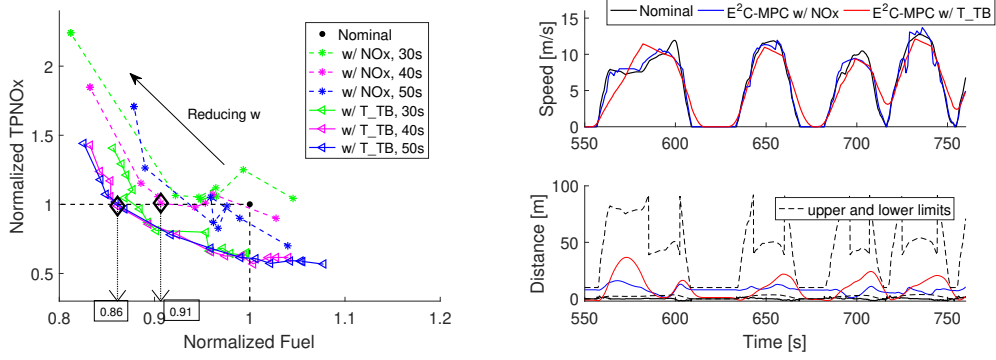 Normalized TPNOx
2
1.5
1
0.5
0.8
0.9
1
1.1
1.2
Normalized Fuel
Reducing w
0.86
0.91
Nominal
w/ NOx, 30s
w/ NOx, 40s
w/ NOx, 50s
w/ T_TB, 30s
w/ T_TB, 40s
w/ T_TB, 50s
Nominal
E²C-MPC w/ NOx
E²C-MPC w/ T_TB
Speed [m/s]
15
10
5
0
550
600
650
700
750
upper and lower limits
Distance [m]
100
50
0
550
600
650
700
750
Time [s]